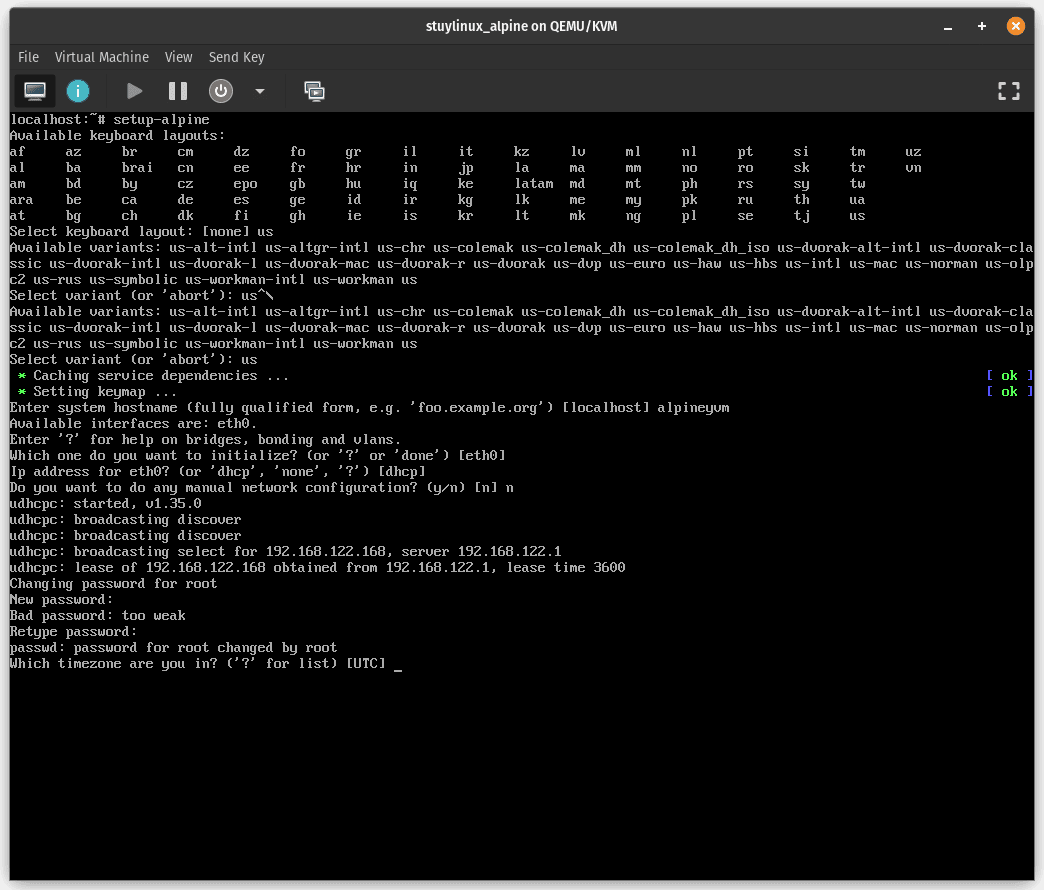 stuylinux_alpine on QEMU/KVM
File Virtual Machine View Send Key
localhost:~# setup-alpine
Available keyboard layouts:
af az br cm dz fo gr il it kz lv ml nl pt si tm uz
al ba brai cn ee fr hr in jp la ma mm no ro sk tr vn
am bd by cz epo gb hu iq ke latam md mt ph rs sy tw
ara be ca de es ge id ir kg lk me my pk ru th ua
at bg ch dk fi gh ie is kr lt mk ng pl se tj us
Select keyboard layout: [none] us
Available variants: us-alt-intl us-altgr-intl us-chr us-colemak us-colemak_dh us-colemak_dh_iso us-dvorak-alt-intl us-dvorak-cla
ssic us-dvorak-intl us-dvorak-l us-dvorak-mac us-dvorak-r us-dvorak us-dvp us-euro us-haw us-hbs us-intl us-mac us-norman us-olp
c2 us-rus us-symbolic us-workman-intl us-workman us
Select variant (or 'abort'): us^\
Available variants: us-alt-intl us-altgr-intl us-chr us-colemak us-colemak_dh us-colemak_dh_iso us-dvorak-alt-intl us-dvorak-cla
ssic us-dvorak-intl us-dvorak-l us-dvorak-mac us-dvorak-r us-dvorak us-dvp us-euro us-haw us-hbs us-intl us-mac us-norman us-olp
c2 us-rus us-symbolic us-workman-intl us-workman us
Select variant (or 'abort'): us
* Caching service dependencies ... [ ok ]
* Setting keymap ... [ ok ]
Enter system hostname (fully qualified form, e.g. 'foo.example.org') [localhost] alpineyvm
Available interfaces are: eth0.
Enter '?' for help on bridges, bonding and vlans.
Which one do you want to initialize? (or '?' or 'done') [eth0]
Ip address for eth0? (or 'dhcp', 'none', '?') [dhcp]
Do you want to do any manual network configuration? (y/n) [n] n
udhcpc: started, v1.35.0
udhcpc: broadcasting discover
udhcpc: broadcasting discover
udhcpc: broadcasting select for 192.168.122.168, server 192.168.122.1
udhcpc: lease of 192.168.122.168 obtained from 192.168.122.1, lease time 3600
Changing password for root
New password:
Bad password: too weak
Retype password:
passwd: password for root changed by root
Which timezone are you in? ('?' for list) [UTC] _